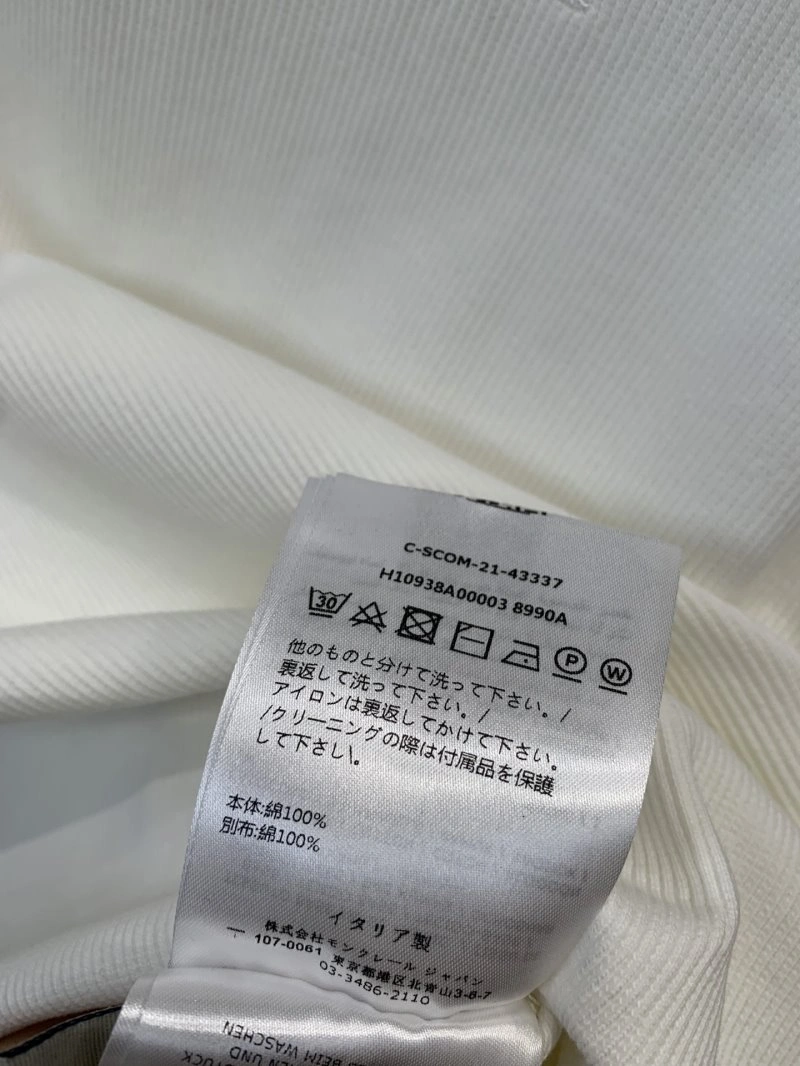 C-SCOM-21-43337
H10938A00003 8990A
30
P
W
他のものと分けて洗って下さい。/
裏返して洗って下さい。/
アイロンは裏返してかけて下さい。
/クリーニングの際は付属品を保護
して下さい\。
本体:綿100%
別布:綿100%
イタリア製
株式会社モンクレール ジャパン
〒107-0061 東京都港区北青山3-8-7
03-3486-2110
BEIM WASCHEN
EN UND
STÜCK